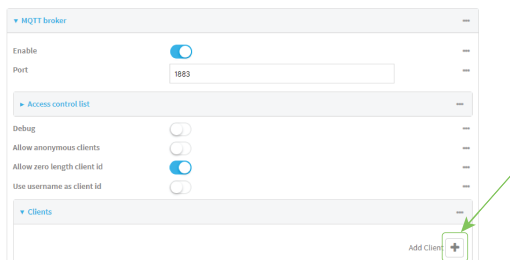 ▾ MQTT broker
Enable
Port
1883
▸ Access control list
Debug
Allow anonymous clients
Allow zero length client id
Use username as client id
▾ Clients
Add Client